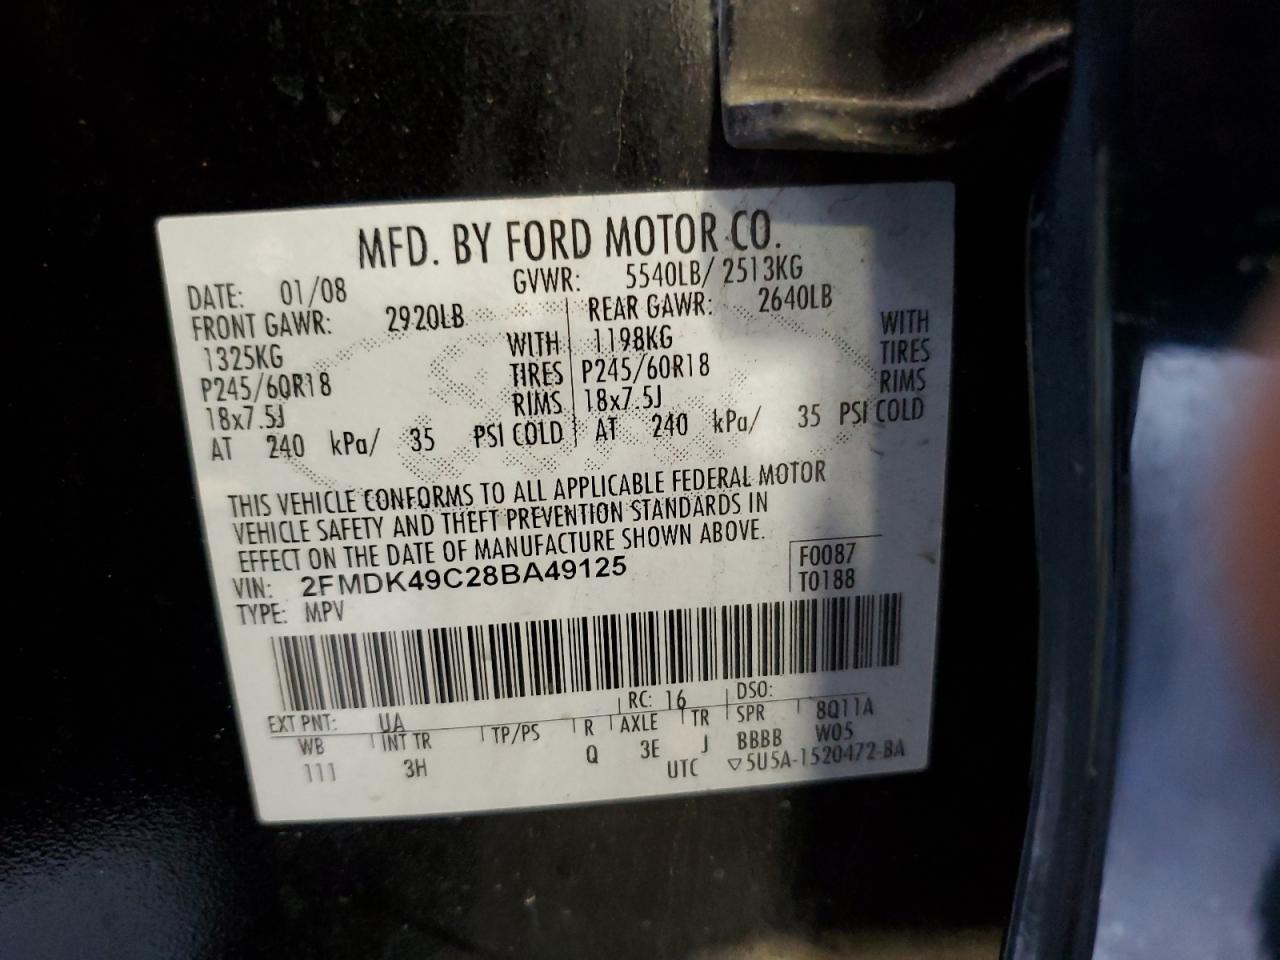 MFD. BY FORD MOTOR CO.
DATE: 01/08 GVWR: 5540LB/ 2513KG
FRONT GAWR: 2920LB REAR GAWR: 2640LB
1325KG WITH 1198KG WITH
P245/60R18 TIRES P245/60R18 TIRES
18x7.5J RIMS 18x7.5J RIMS
AT 240 kPa/ 35 PSI COLD AT 240 kPa/ 35 PSI COLD
THIS VEHICLE CONFORMS TO ALL APPLICABLE FEDERAL MOTOR
VEHICLE SAFETY AND THEFT PREVENTION STANDARDS IN
EFFECT ON THE DATE OF MANUFACTURE SHOWN ABOVE.
VIN: 2FMDK49C28BA49125 F0087
TYPE: MPV T0188
EXT PNT: UA RC: 16 DSO:
WB INT TR TP/PS R AXLE TR SPR 8Q11A
111 3H Q 3E J BBBB W05
UTC ▽5U5A-1520472-BA